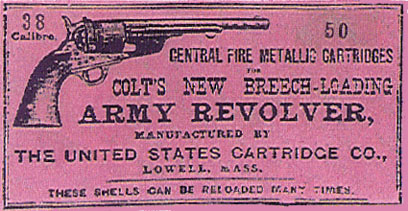 38
Calibre.
50
CENTRAL FIRE METALLIC CARTRIDGES
FOR
COLT'S NEW BREECH-LOADING
ARMY REVOLVER,
MANUFACTURED BY
THE UNITED STATES CARTRIDGE CO.,
LOWELL, MASS.
THESE SHELLS CAN BE RELOADED MANY TIMES.